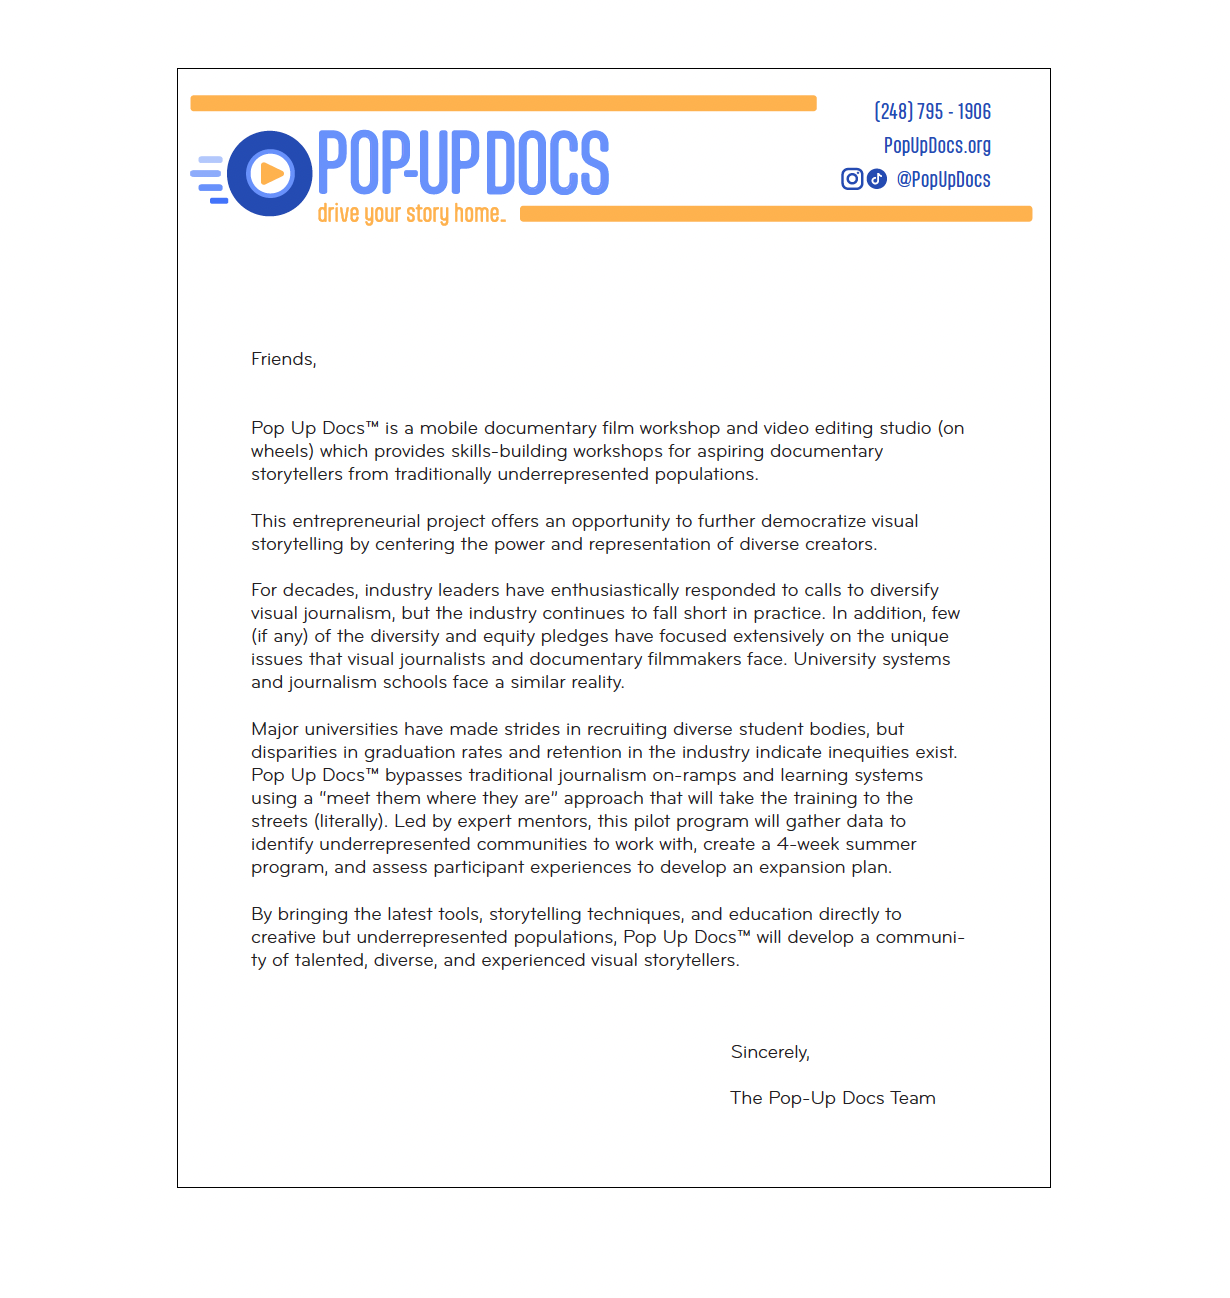 (248) 795 - 1906
PopUpDocs.org
@PopUpDocs
POP-UP DOCS
drive your story home.
Friends,
Pop Up Docs™ is a mobile documentary film workshop and video editing studio (on
wheels) which provides skills-building workshops for aspiring documentary
storytellers from traditionally underrepresented populations.
This entrepreneurial project offers an opportunity to further democratize visual
storytelling by centering the power and representation of diverse creators.
For decades, industry leaders have enthusiastically responded to calls to diversify
visual journalism, but the industry continues to fall short in practice. In addition, few
(if any) of the diversity and equity pledges have focused extensively on the unique
issues that visual journalists and documentary filmmakers face. University systems
and journalism schools face a similar reality.
Major universities have made strides in recruiting diverse student bodies, but
disparities in graduation rates and retention in the industry indicate inequities exist.
Pop Up Docs™ bypasses traditional journalism on-ramps and learning systems
using a "meet them where they are" approach that will take the training to the
streets (literally). Led by expert mentors, this pilot program will gather data to
identify underrepresented communities to work with, create a 4-week summer
program, and assess participant experiences to develop an expansion plan.
By bringing the latest tools, storytelling techniques, and education directly to
creative but underrepresented populations, Pop Up Docs™ will develop a communi-
ty of talented, diverse, and experienced visual storytellers.
Sincerely,
The Pop-Up Docs Team